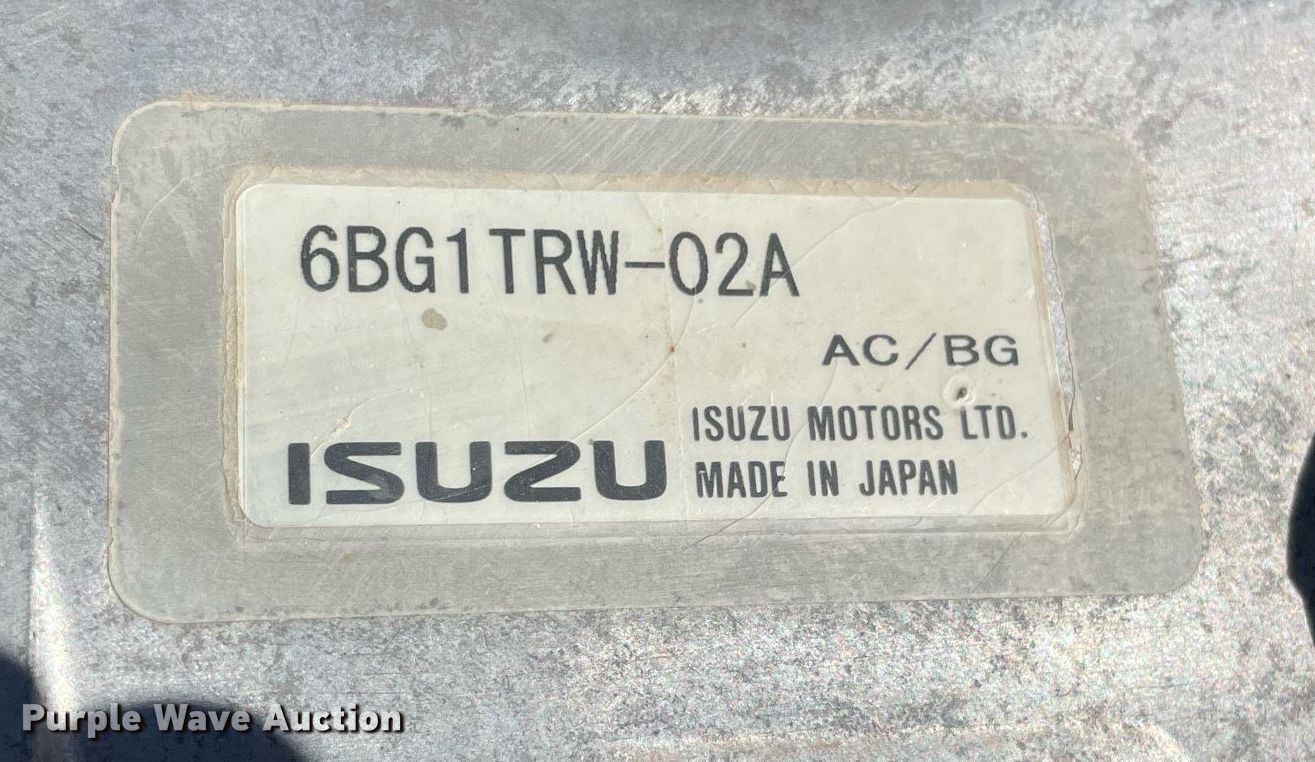 6BG1TRW-02A
AC/BG
ISUZU
ISUZU MOTORS LTD.
MADE IN JAPAN
Purple Wave Auction